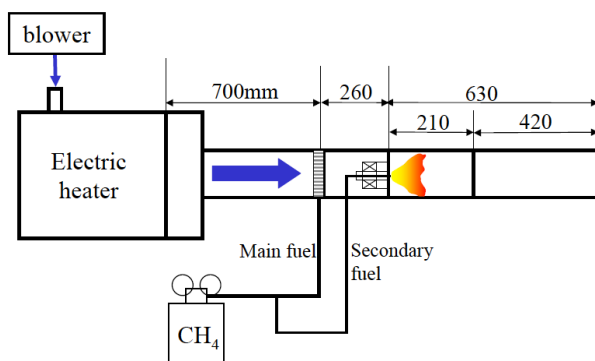 blower
700mm
260
630
210
420
Electric
heater
Main fuel
Secondary
fuel
CH4